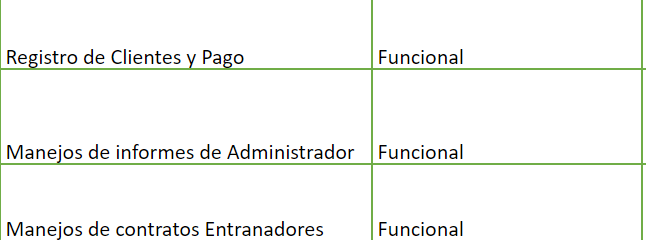 Registro de Clientes y Pago Funcional
Manejos de informes de Administrador Funcional
Manejos de contratos Entranadores Funcional